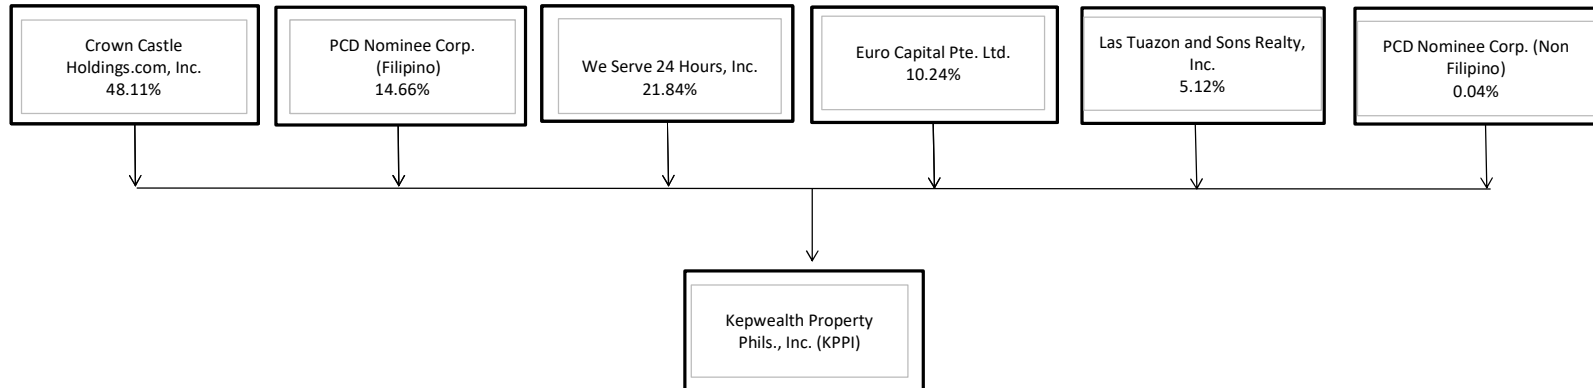 Crown Castle
Holdings.com, Inc.
48.11%
PCD Nominee Corp.
(Filipino)
14.66%
We Serve 24 Hours, Inc.
21.84%
Euro Capital Pte. Ltd.
10.24%
Las Tuazon and Sons Realty,
Inc.
5.12%
PCD Nominee Corp. (Non
Filipino)
0.04%
Kepwealth Property
Phils., Inc. (KPPI)